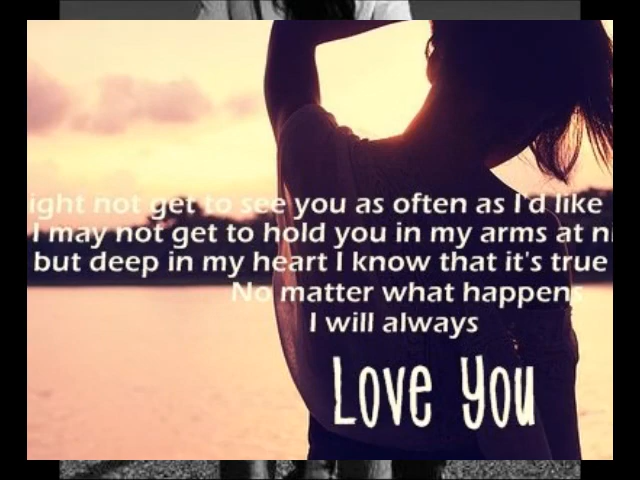 ight not get to see you as often as I'd like
I may not get to hold you in my arms at n
but deep in my heart I know that it's true
No matter what happens
I will always
Love You